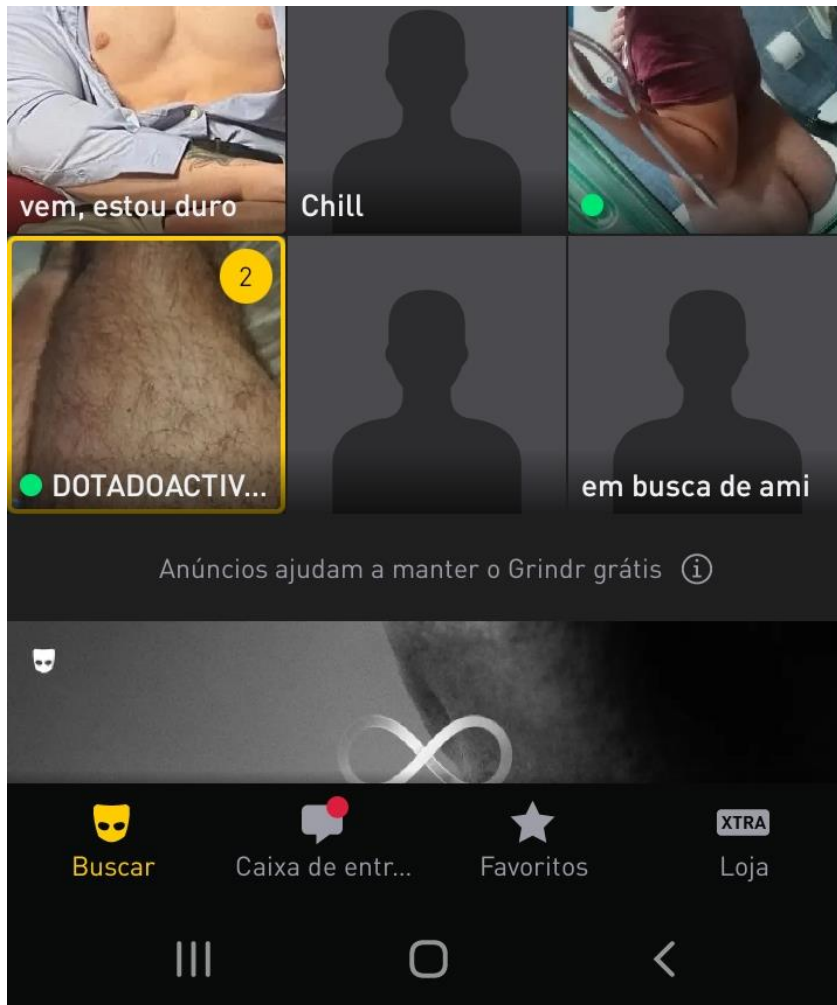 vem, estou duro
Chill
2
DOTADOACTIV...
em busca de ami
Anúncios ajudam a manter o Grindr grátis
Buscar
Caixa de entr...
Favoritos
XTRA
Loja